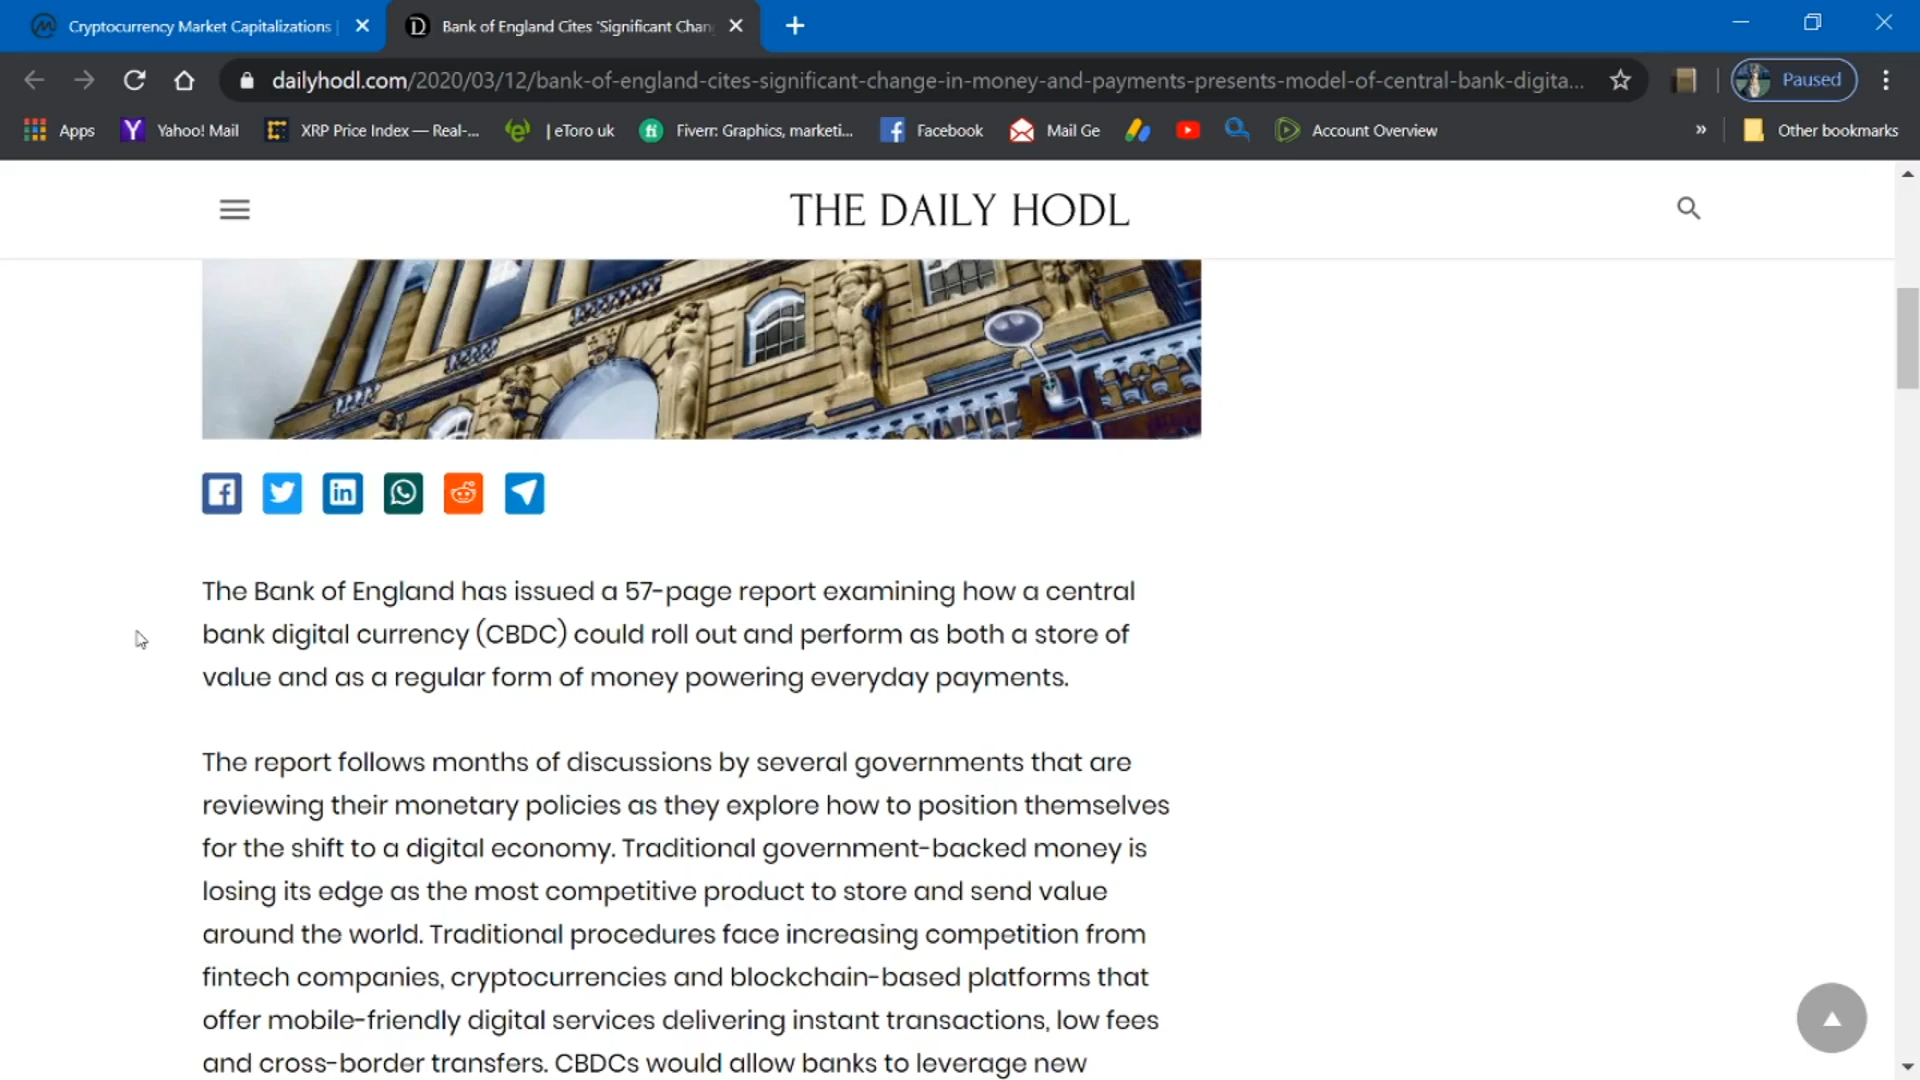 Cryptocurrency Market Capitalizations |
Bank of England Cites 'Significant Chan
dailyhodl.com/2020/03/12/bank-of-england-cites-significant-change-in-money-and-payments-presents-model-of-central-bank-digita...
Paused
Apps
Yahoo! Mail
XRP Price Index — Real-...
| eToro uk
Fiverr: Graphics, marketi...
Facebook
Mail Ge
Account Overview
»
Other bookmarks
THE DAILY HODL
The Bank of England has issued a 57-page report examining how a central
bank digital currency (CBDC) could roll out and perform as both a store of
value and as a regular form of money powering everyday payments.
The report follows months of discussions by several governments that are
reviewing their monetary policies as they explore how to position themselves
for the shift to a digital economy. Traditional government-backed money is
losing its edge as the most competitive product to store and send value
around the world. Traditional procedures face increasing competition from
fintech companies, cryptocurrencies and blockchain-based platforms that
offer mobile-friendly digital services delivering instant transactions, low fees
and cross-border transfers. CBDCs would allow banks to leverage new